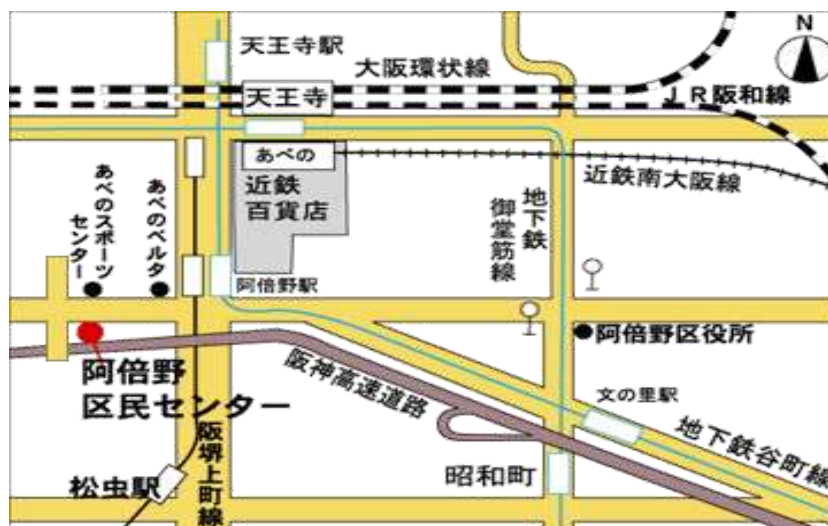 N
天王寺駅
大阪環状線
天王寺
JR阪和線
あべの
近鉄
百貨店
近鉄南大阪線
地下鉄
御堂筋線
あべのスポーツ
センター
あべのベルタ
阿倍野駅
阿倍野区役所
阿倍野
区民センター
阪神高速道路
文の里駅
地下鉄谷町線
阪堺上町線
松虫駅
昭和町